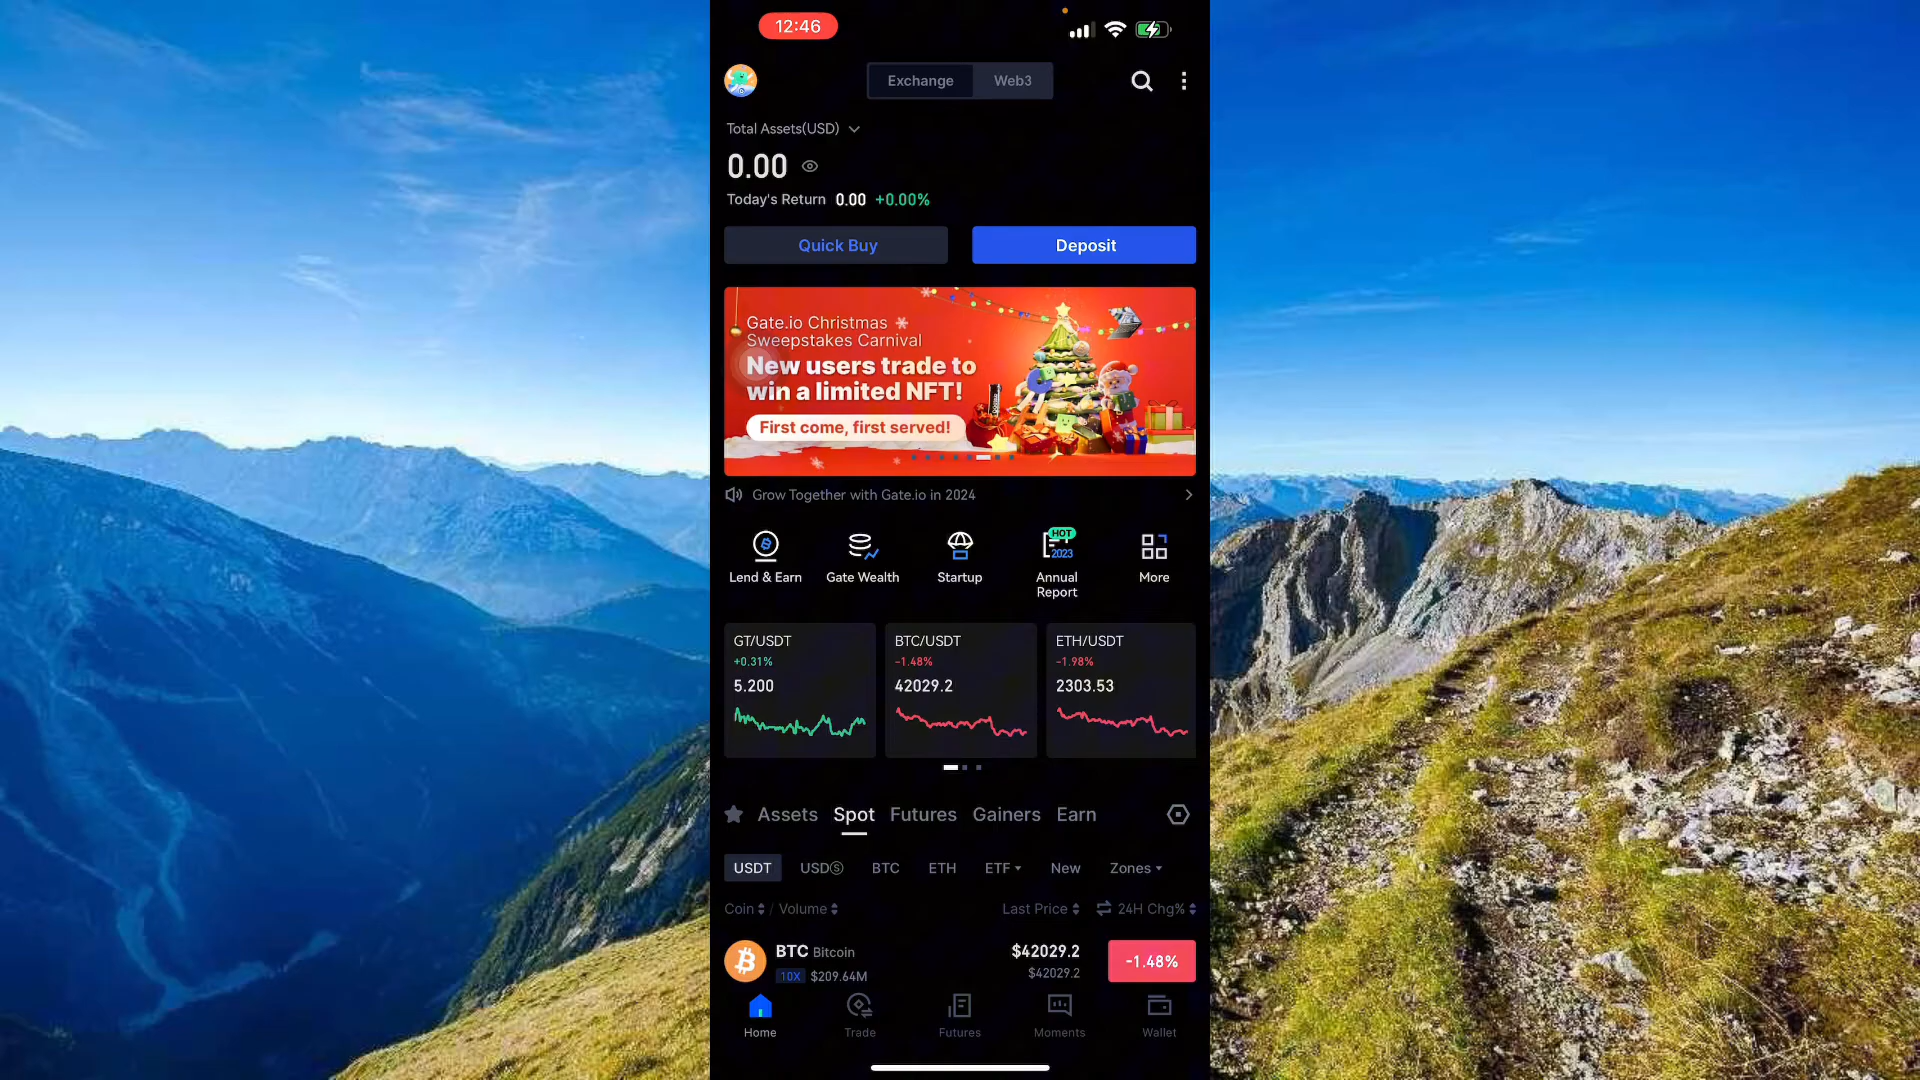 12:46
Exchange Web3
Total Assets(USD)
0.00
Today's Return 0.00 +0.00%
Quick Buy Deposit
Gate.io Christmas
Sweepstakes Carnival
New users trade to
win a limited NFT!
First come, first served!
Grow Together with Gate.io in 2024
HOT
2023
Lend & Earn Gate Wealth Startup Annual Report More
GT/USDT BTC/USDT ETH/USDT
+0.31% -1.48% -1.98%
5.200 42029.2 2303.53
Assets Spot Futures Gainers Earn
USDT USDⓈ BTC ETH ETF New Zones
Coin / Volume Last Price 24H Chg%
BTC Bitcoin $42029.2 -1.48%
10X $209.64M $42029.2
Home Trade Futures Moments Wallet